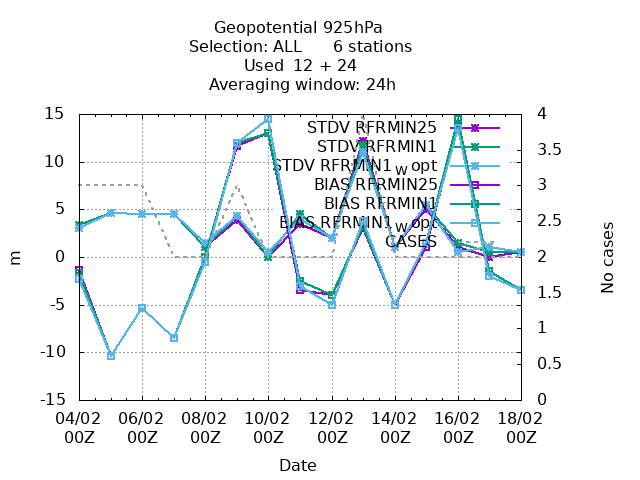 Geopotential 925hPa
Selection: ALL 6 stations
Used 12 + 24
Averaging window: 24h
15
10
5
0
-5
-10
-15
m
4
3.5
3
2.5
2
1.5
1
0.5
0
No cases
STDV RFRMIN25
STDV RFRMIN1
STDV RFRMIN1w opt
BIAS RFRMIN25
BIAS RFRMIN1
BIAS RFRMIN1w opt
CASES
04/02 06/02 08/02 10/02 12/02 14/02 16/02 18/02
00Z 00Z 00Z 00Z 00Z 00Z 00Z 00Z
Date